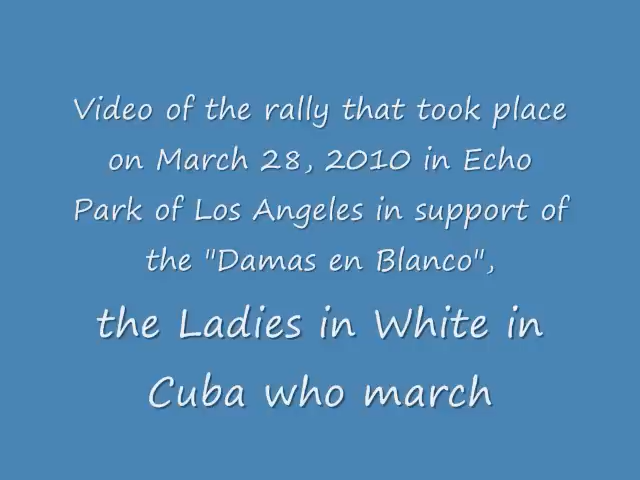 Video of the rally that took place
on March 28, 2010 in Echo
Park of Los Angeles in support of
the "Damas en Blanco",
the Ladies in White in
Cuba who march